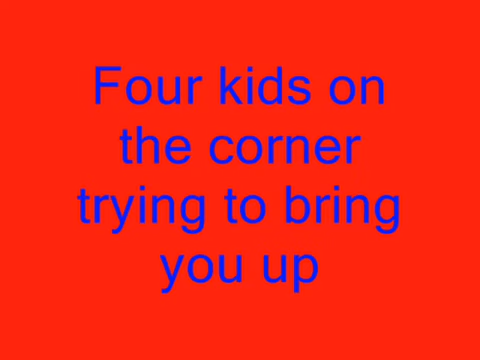 Four kids on
the corner
trying to bring
you up